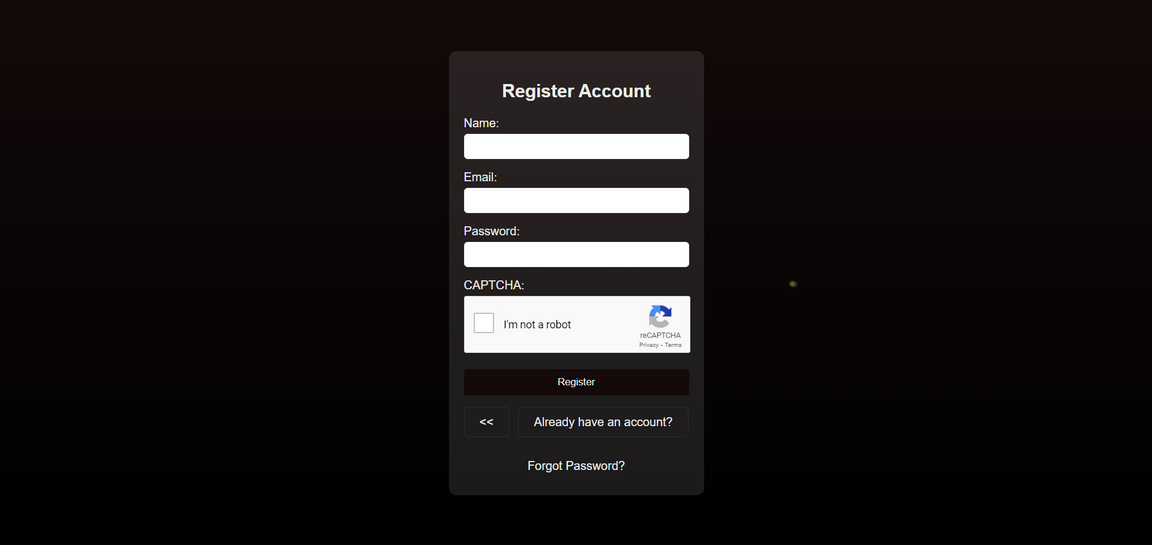 Register Account
Name:
Email:
Password:
CAPTCHA:
I'm not a robot
reCAPTCHA
Privacy - Terms
Register
<<
Already have an account?
Forgot Password?